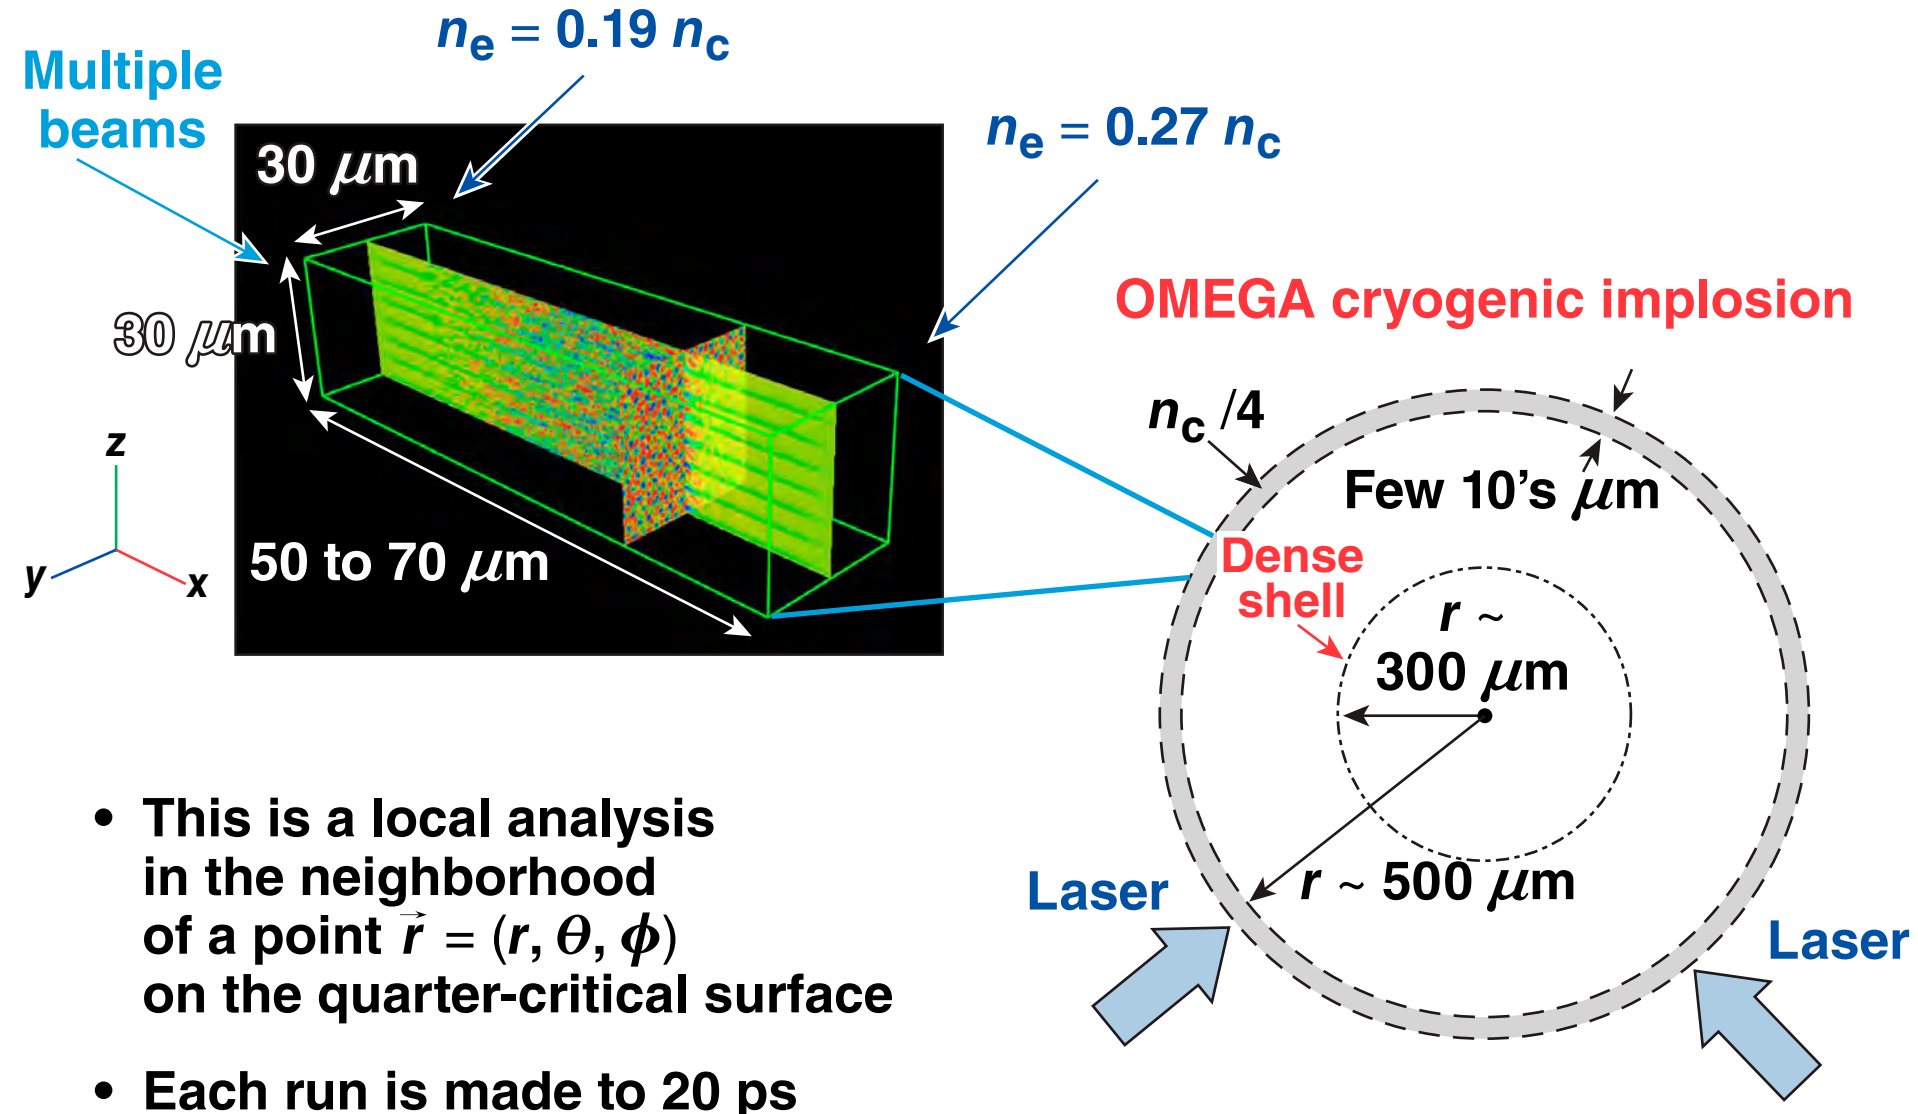 nₑ = 0.19 n_c
Multiple
beams
30 μm
nₑ = 0.27 n_c
30 μm
50 to 70 μm
z
y
x
OMEGA cryogenic implosion
n_c /4
Few 10's μm
Dense
shell
r ~
300 μm
r ~ 500 μm
Laser
Laser
• This is a local analysis
in the neighborhood
of a point r⃗ = (r, θ, ϕ)
on the quarter-critical surface
• Each run is made to 20 ps